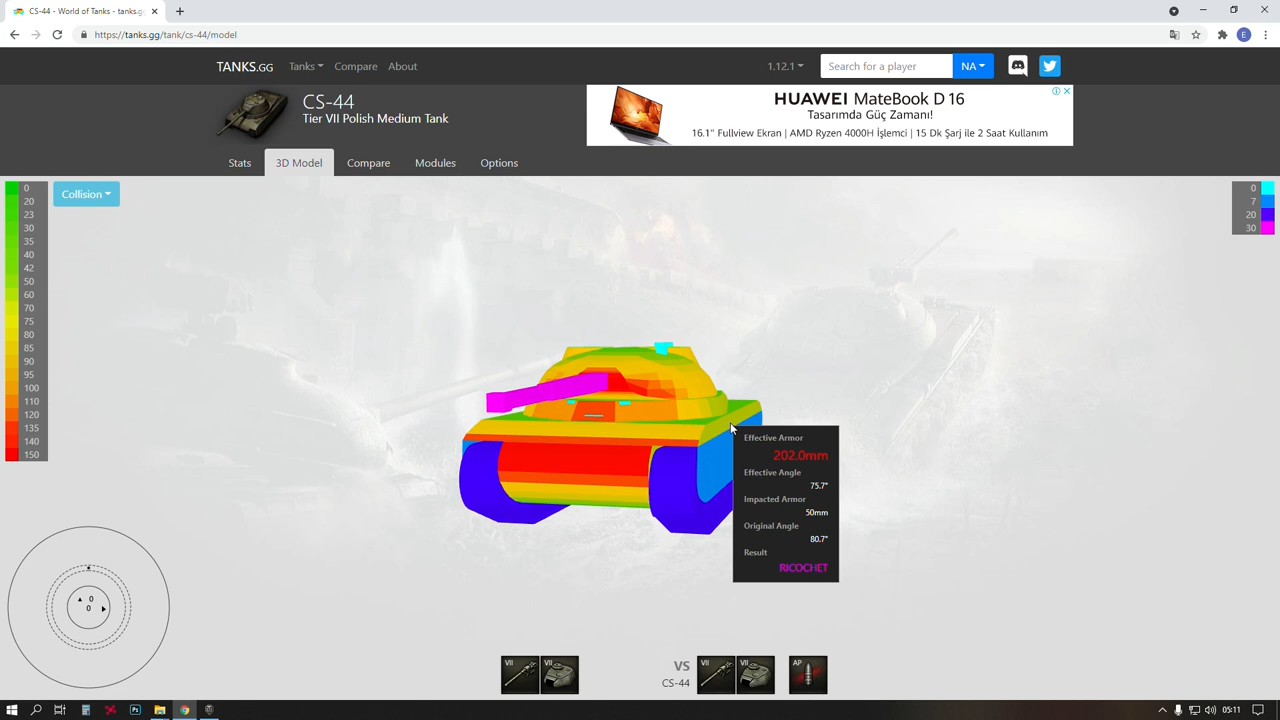 CS-44 - World of Tanks - tanks.gg
https://tanks.gg/tank/cs-44/model
E
TANKS.GG
Tanks
Compare
About
1.12.1
Search for a player
NA
CS-44
Tier VII Polish Medium Tank
HUAWEI MateBook D 16
Tasarımda Güç Zamanı!
16.1" Fullview Ekran | AMD Ryzen 4000H İşlemci | 15 Dk Şarj ile 2 Saat Kullanım
Stats
3D Model
Compare
Modules
Options
Collision
0
20
23
30
35
40
42
50
60
70
75
80
85
90
95
100
110
120
135
140
150
0
7
20
30
Effective Armor
202.0mm
Effective Angle
75.7°
Impacted Armor
50mm
Original Angle
80.7°
Result
RICOCHET
0
0
VII
VII
VS
CS-44
VII
VII
AP
Ps
05:11